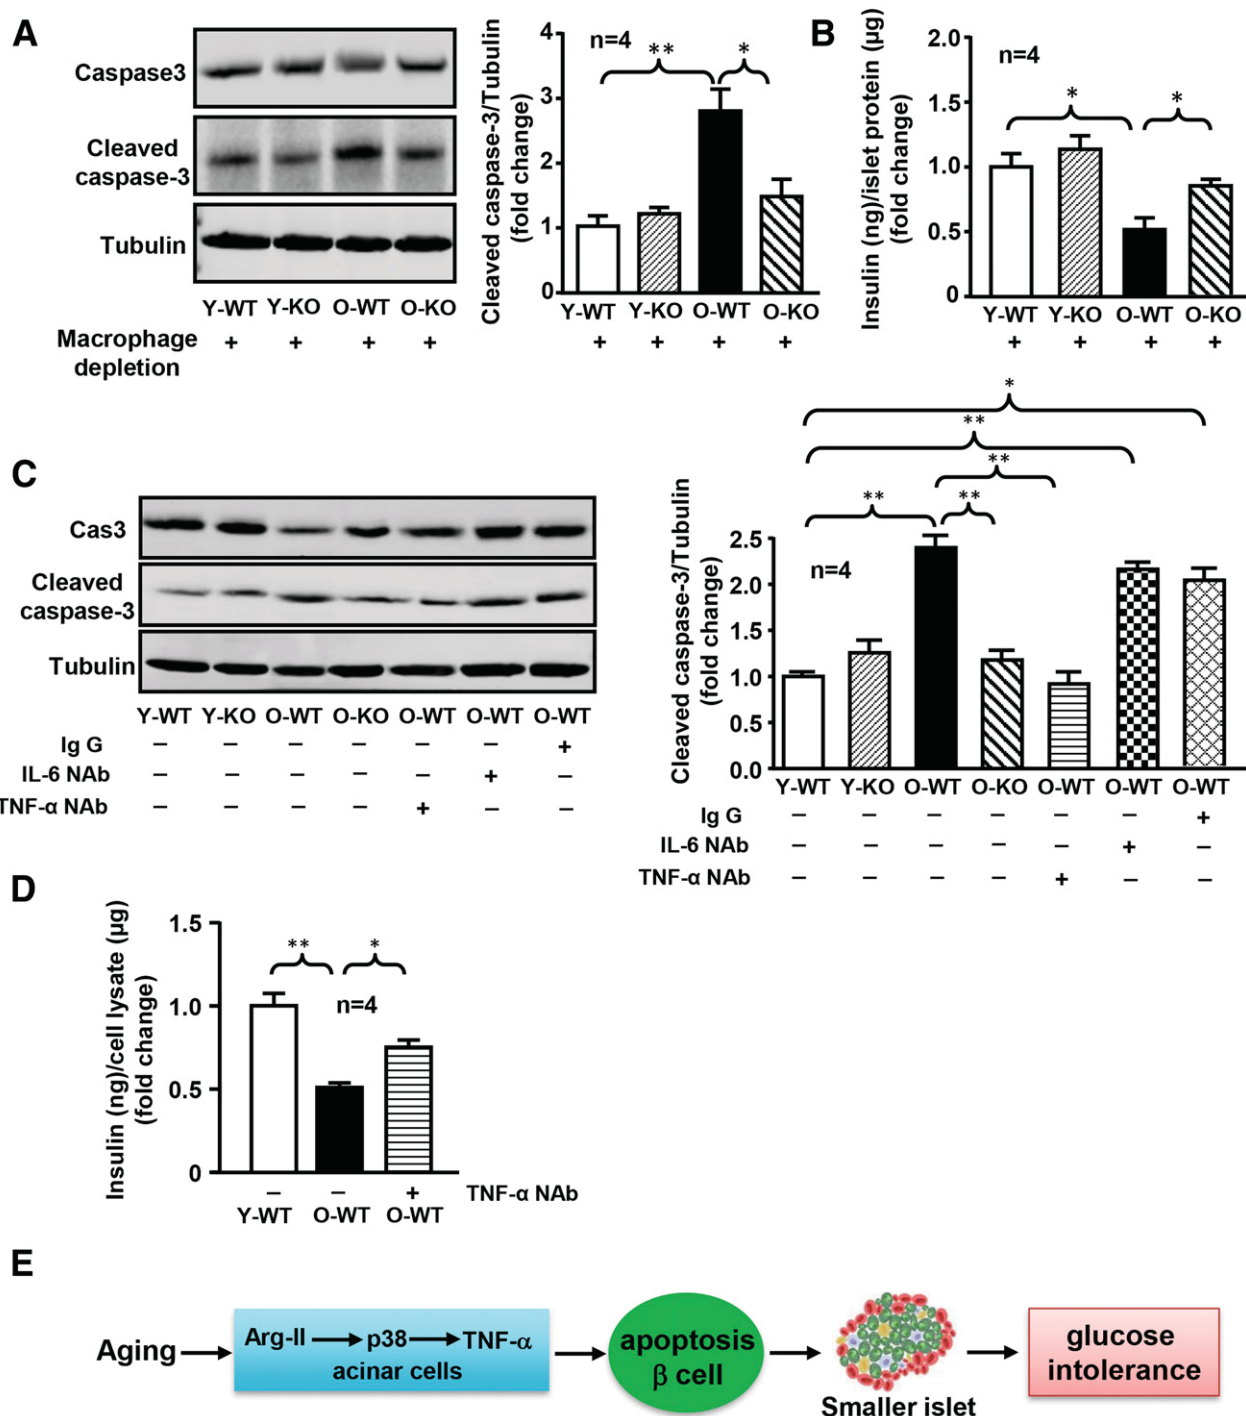 A
Caspase3
Cleaved
caspase-3
Tubulin
Y-WT Y-KO O-WT O-KO
Macrophage
depletion
+ + + +
Cleaved caspase-3/Tubulin
(fold change)
4
3
2
1
0
n=4
** *
Y-WT Y-KO O-WT O-KO
+ + + +
B
Insulin (ng)/islet protein (µg)
(fold change)
2.0
1.5
1.0
0.5
0
n=4
* *
Y-WT Y-KO O-WT O-KO
+ + + +
C
Cas3
Cleaved
caspase-3
Tubulin
Y-WT Y-KO O-WT O-KO O-WT O-WT O-WT
Ig G – – – – – – +
IL-6 NAb – – – – – + –
TNF-α NAb – – – – + – –
Cleaved caspase-3/Tubulin
(fold change)
2.5
2.0
1.5
1.0
0.5
0.0
n=4
*
**
**
** **
Y-WT Y-KO O-WT O-KO O-WT O-WT O-WT
Ig G – – – – – – +
IL-6 NAb – – – – – + –
TNF-α NAb – – – – + – –
D
Insulin (ng)/cell lysate (µg)
(fold change)
1.5
1.0
0.5
0
** *
n=4
– – + TNF-α NAb
Y-WT O-WT O-WT
E
Aging
Arg-II p38 TNF-α
acinar cells
apoptosis
β cell
Smaller islet
glucose
intolerance